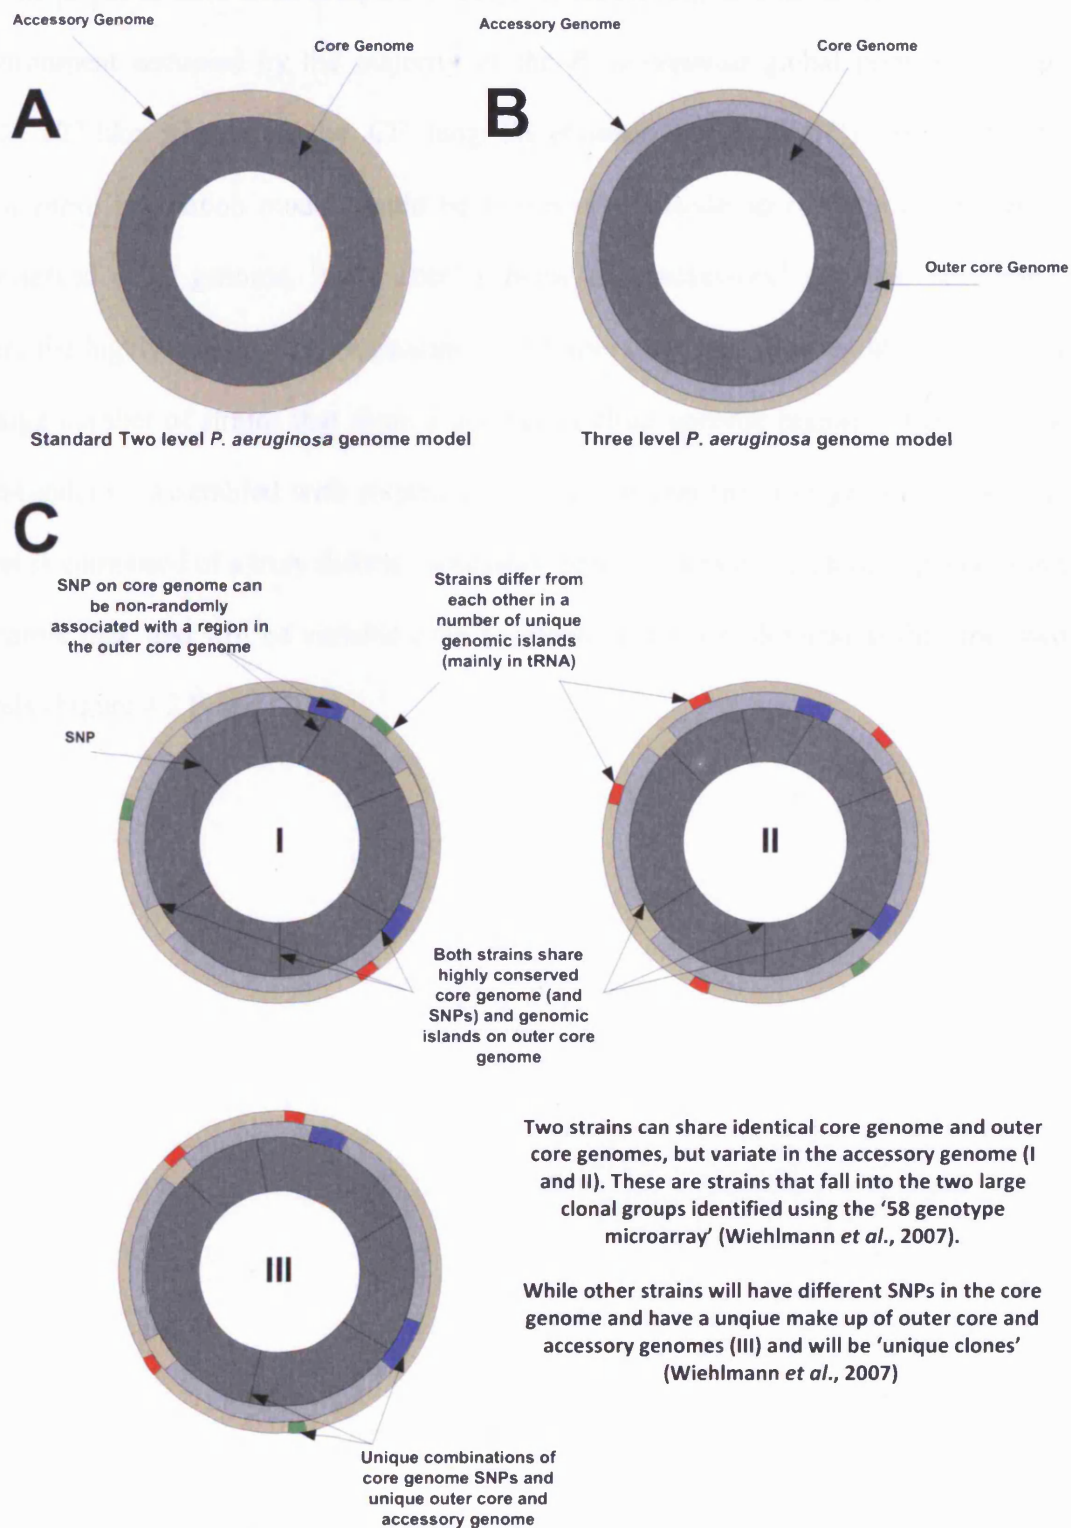 Accessory Genome
Core Genome
A
Standard Two level P. aeruginosa genome model
Accessory Genome
Core Genome
B
Outer core Genome
Three level P. aeruginosa genome model
C
SNP on core genome can
be non-randomly
associated with a region in
the outer core genome
Strains differ from
each other in a
number of unique
genomic islands
(mainly in tRNA)
SNP
I
II
Both strains share
highly conserved
core genome (and
SNPs) and genomic
islands on outer core
genome
III
Two strains can share identical core genome and outer
core genomes, but variate in the accessory genome (I
and II). These are strains that fall into the two large
clonal groups identified using the '58 genotype
microarray' (Wiehlmann et al., 2007).
While other strains will have different SNPs in the core
genome and have a unqiue make up of outer core and
accessory genomes (III) and will be 'unique clones'
(Wiehlmann et al., 2007)
Unique combinations of
core genome SNPs and
unique outer core and
accessory genome